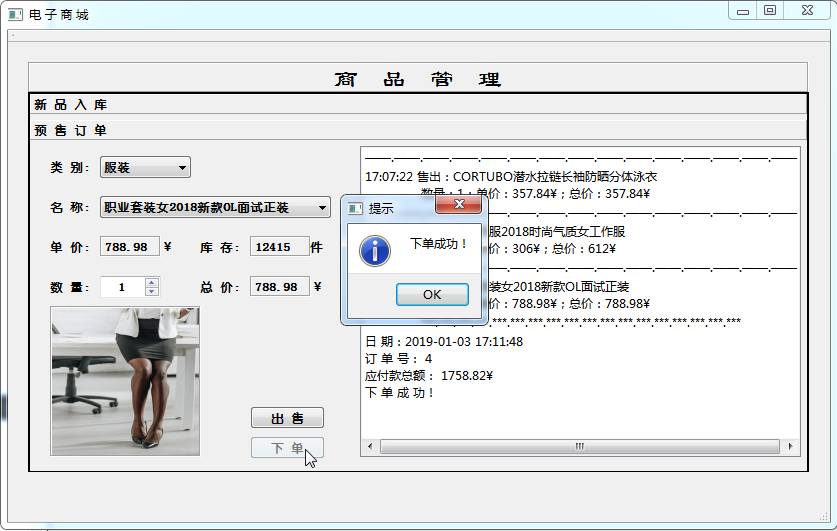 电子商城
商 品 管 理
新 品 入 库
预 售 订 单
类 别: 服装
名 称: 职业套装女2018新款OL面试正装
单 价: 788.98 ¥ 库 存: 12415 件
数 量: 1 总 价: 788.98 ¥
出 售
下 单
17:07:22 售出：CORTUBO潜水拉链长袖防晒分体泳衣
数量：1；单价：357.84¥；总价：357.84¥
服2018时尚气质女工作服
价：306¥；总价：612¥
装女2018新款OL面试正装
价：788.98¥；总价：788.98¥
***.***.***.***.***.***.***.***.***.***.***.***
日 期：2019-01-03 17:11:48
订 单 号： 4
应付款总额： 1758.82¥
下 单 成 功！
提示
下单成功！
OK